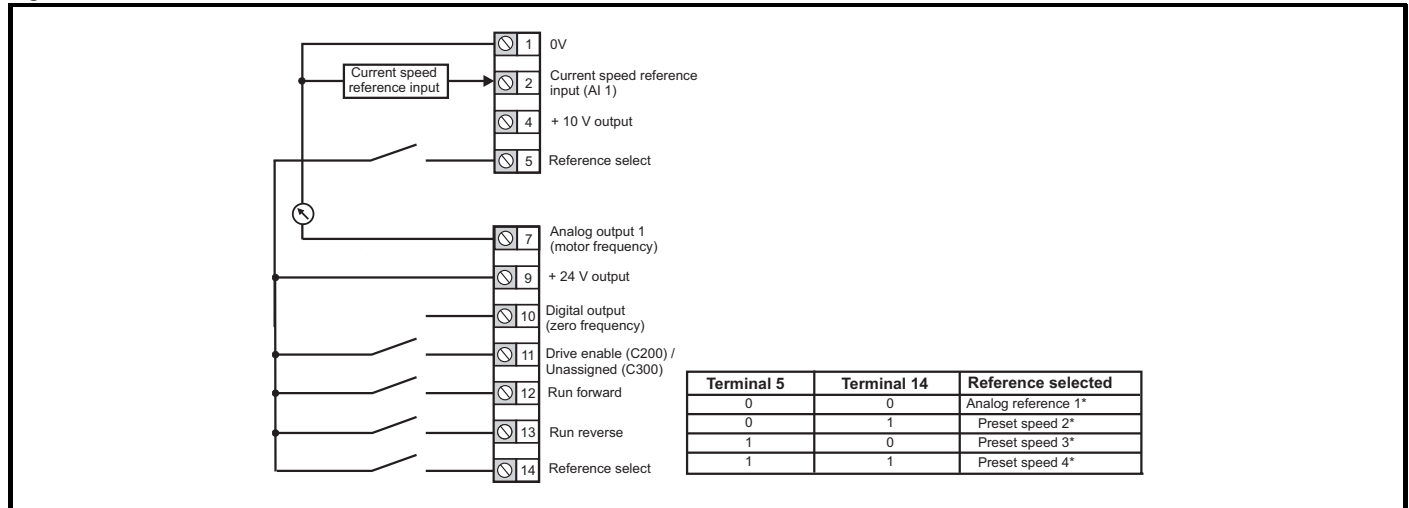 1 0V
Current speed
reference input
2 Current speed reference
input (AI 1)
4 + 10 V output
5 Reference select
7 Analog output 1
(motor frequency)
9 + 24 V output
10 Digital output
(zero frequency)
11 Drive enable (C200) /
Unassigned (C300)
12 Run forward
13 Run reverse
14 Reference select
Terminal 5 Terminal 14 Reference selected
0 0 Analog reference 1*
0 1 Preset speed 2*
1 0 Preset speed 3*
1 1 Preset speed 4*